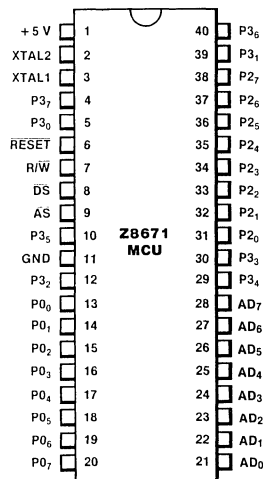 +5 V 1 40 P3₆
XTAL2 2 39 P3₁
XTAL1 3 38 P2₇
P3₇ 4 37 P2₆
P3₀ 5 36 P2₅
R̅E̅S̅E̅T̅ 6 35 P2₄
R/W̅ 7 34 P2₃
D̅S̅ 8 33 P2₂
A̅S̅ 9 32 P2₁
P3₅ 10 Z8671 31 P2₀
GND 11 MCU 30 P3₃
P3₂ 12 29 P3₄
P0₀ 13 28 AD₇
P0₁ 14 27 AD₆
P0₂ 15 26 AD₅
P0₃ 16 25 AD₄
P0₄ 17 24 AD₃
P0₅ 18 23 AD₂
P0₆ 19 22 AD₁
P0₇ 20 21 AD₀